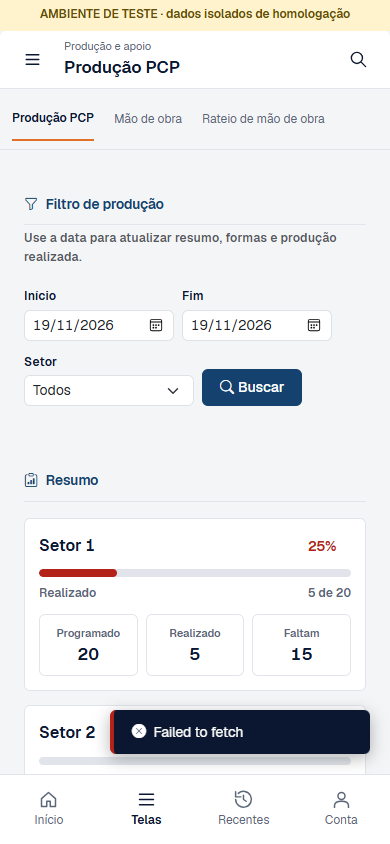 AMBIENTE DE TESTE · dados isolados de homologação
Produção e apoio
Produção PCP
Produção PCP
Mão de obra
Rateio de mão de obra
Filtro de produção
Use a data para atualizar resumo, formas e produção
realizada.
Início
Fim
19/11/2026
19/11/2026
Setor
Todos
Buscar
Resumo
Setor 1
25%
Realizado
5 de 20
Programado
Realizado
Faltam
20
5
15
Setor 2
Failed to fetch
Início
Telas
Recentes
Conta